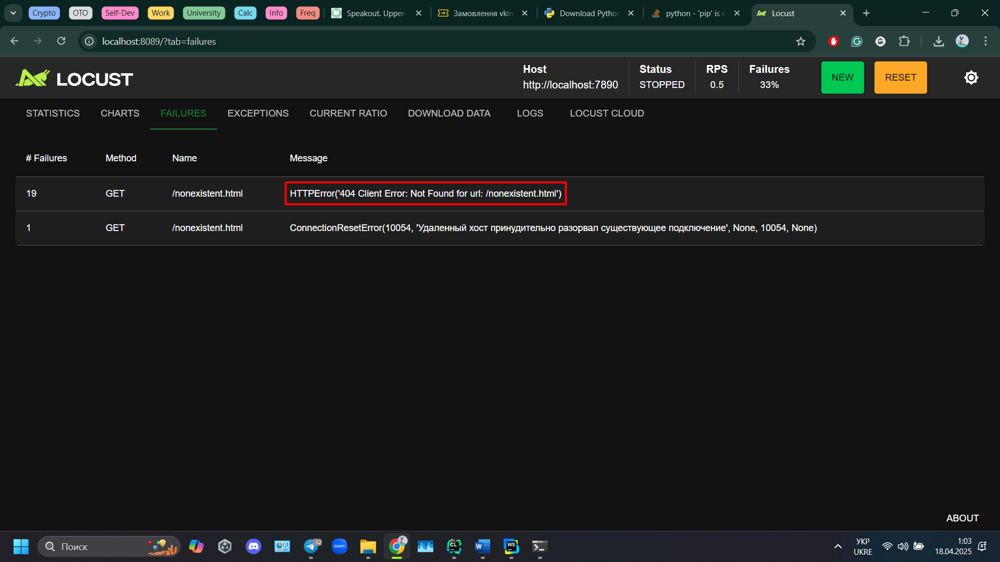 Crypto OTO Self-Dev Work University Calc Info Freq Speakout. Upper- Замовлення vkin Download Python python - 'pip' is n Locust
localhost:8089/?tab=failures
LOCUST
Host Status RPS Failures
http://localhost:7890 STOPPED 0.5 33%
NEW RESET
STATISTICS CHARTS FAILURES EXCEPTIONS CURRENT RATIO DOWNLOAD DATA LOGS LOCUST CLOUD
# Failures Method Name Message
19 GET /nonexistent.html HTTPError('404 Client Error: Not Found for url: /nonexistent.html')
1 GET /nonexistent.html ConnectionResetError(10054, 'Удаленный хост принудительно разорвал существующее подключение', None, 10054, None)
ABOUT
Поиск
52
zoom
CL
W
WS
УКР
UKRE
1:03
18.04.2025